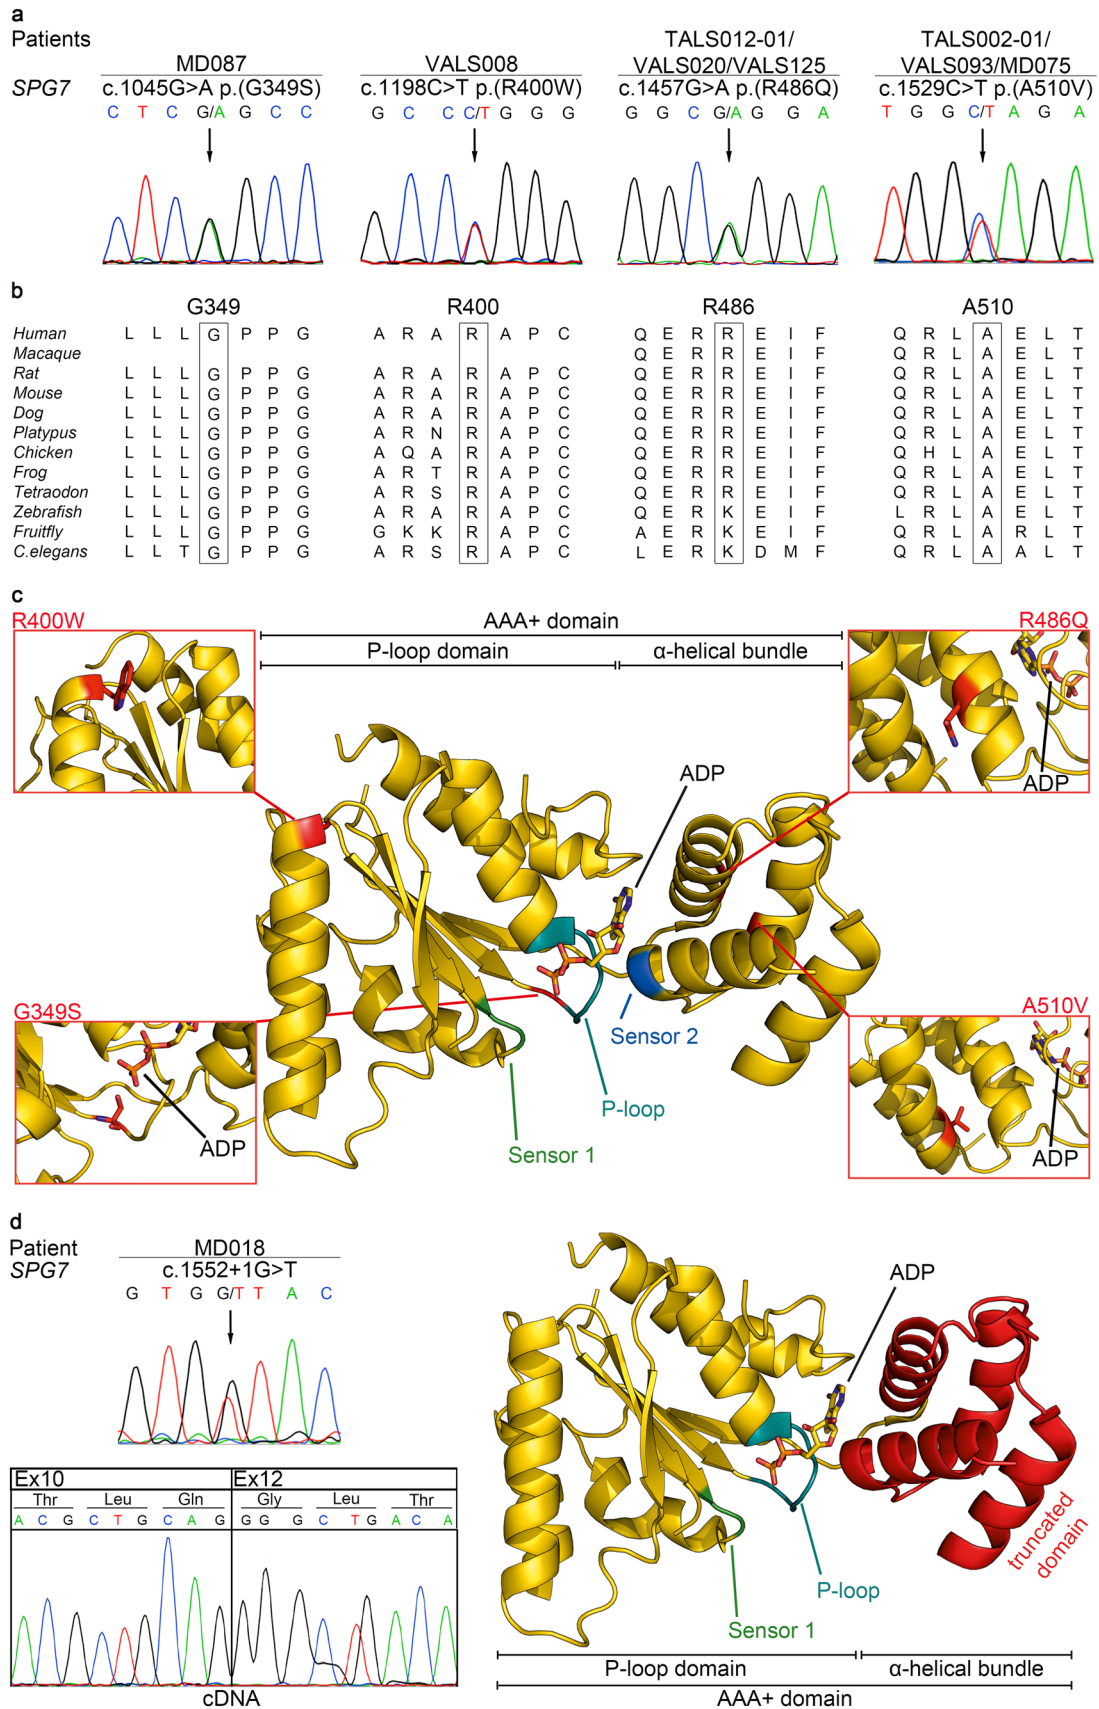 a
Patients
MD087
VALS008
TALS012-01/
VALS020/VALS125
TALS002-01/
VALS093/MD075
SPG7
c.1045G>A p.(G349S)
c.1198C>T p.(R400W)
c.1457G>A p.(R486Q)
c.1529C>T p.(A510V)
C T C G/A G C C
G C C C/T G G G
G G C G/A G G A
T G G C/T A G A
b
G349 R400 R486 A510
Human L L L G P P G A R A R A P C Q E R R E I F Q R L A E L T
Macaque Q E R R E I F Q R L A E L T
Rat L L L G P P G A R A R A P C Q E R R E I F Q R L A E L T
Mouse L L L G P P G A R A R A P C Q E R R E I F Q R L A E L T
Dog L L L G P P G A R A R A P C Q E R R E I F Q R L A E L T
Platypus L L L G P P G A R N R A P C Q E R R E I F Q R L A E L T
Chicken L L L G P P G A Q A R A P C Q E R R E I F Q H L A E L T
Frog L L L G P P G A R T R A P C Q E R R E I F Q R L A E L T
Tetraodon L L L G P P G A R S R A P C Q E R R E I F Q R L A E L T
Zebrafish L L L G P P G A R A R A P C Q E R K E I F L R L A E L T
Fruitfly L L L G P P G G K K R A P C A E R K E I F Q R L A R L T
C.elegans L L T G P P G A R S R A P C L E R K D M F Q R L A A L T
c
R400W
AAA+ domain
R486Q
P-loop domain
α-helical bundle
ADP
ADP
G349S
A510V
Sensor 2
P-loop
ADP
Sensor 1
ADP
d
Patient
MD018
SPG7
c.1552+1G>T
G T G G/T T A C
Ex10 Ex12
Thr Leu Gln Gly Leu Thr
A C G C T G C A G G G G C T G A C A
cDNA
ADP
truncated
domain
P-loop
Sensor 1
P-loop domain
α-helical bundle
AAA+ domain